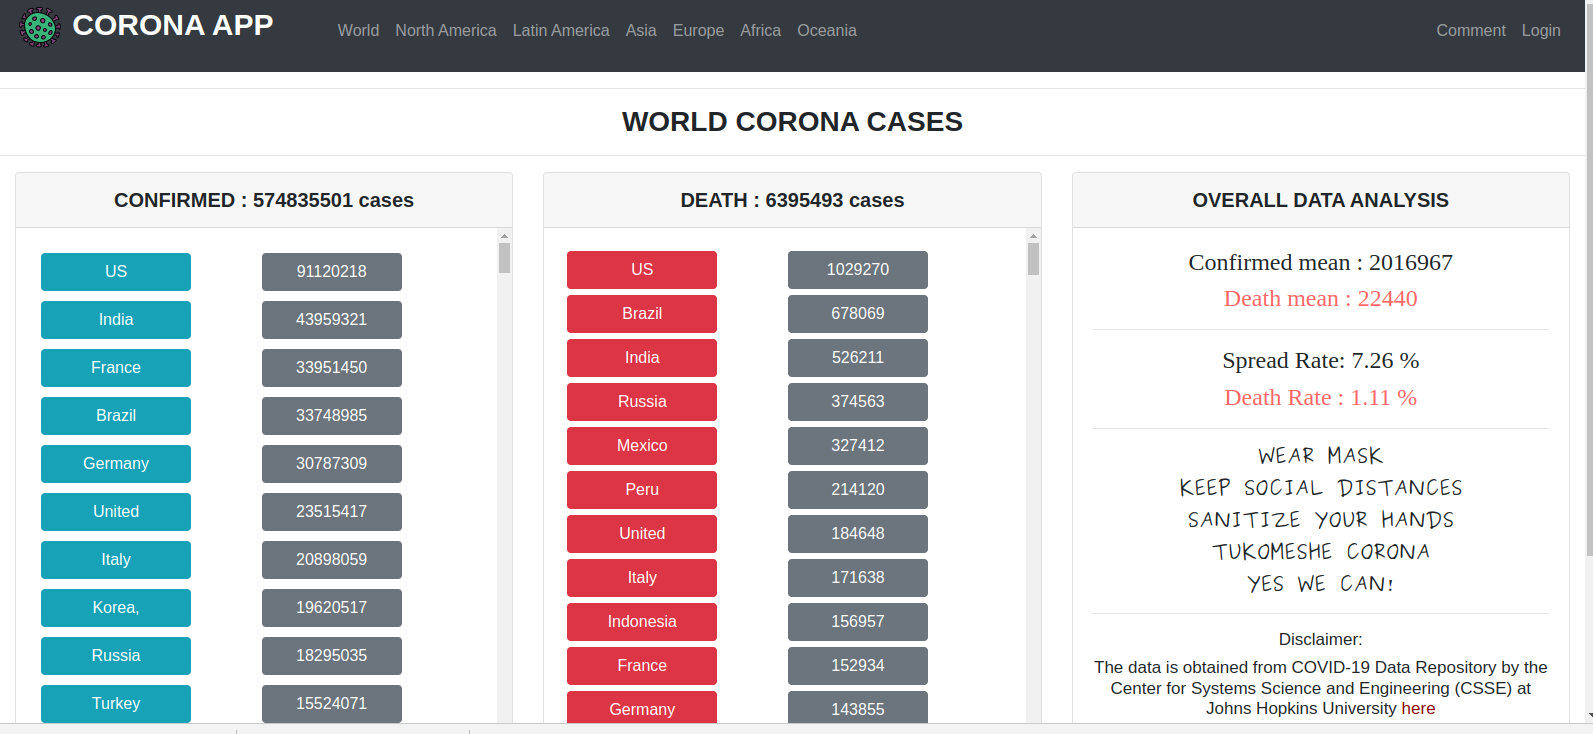 CORONA APP
World North America Latin America Asia Europe Africa Oceania
Comment Login
WORLD CORONA CASES
CONFIRMED : 574835501 cases
US 91120218
India 43959321
France 33951450
Brazil 33748985
Germany 30787309
United 23515417
Italy 20898059
Korea, 19620517
Russia 18295035
Turkey 15524071
DEATH : 6395493 cases
US 1029270
Brazil 678069
India 526211
Russia 374563
Mexico 327412
Peru 214120
United 184648
Italy 171638
Indonesia 156957
France 152934
Germany 143855
OVERALL DATA ANALYSIS
Confirmed mean : 2016967
Death mean : 22440
Spread Rate: 7.26 %
Death Rate : 1.11 %
WEAR MASK
KEEP SOCIAL DISTANCES
SANITIZE YOUR HANDS
TUKOMESHE CORONA
YES WE CAN!
Disclaimer:
The data is obtained from COVID-19 Data Repository by the
Center for Systems Science and Engineering (CSSE) at
Johns Hopkins University here